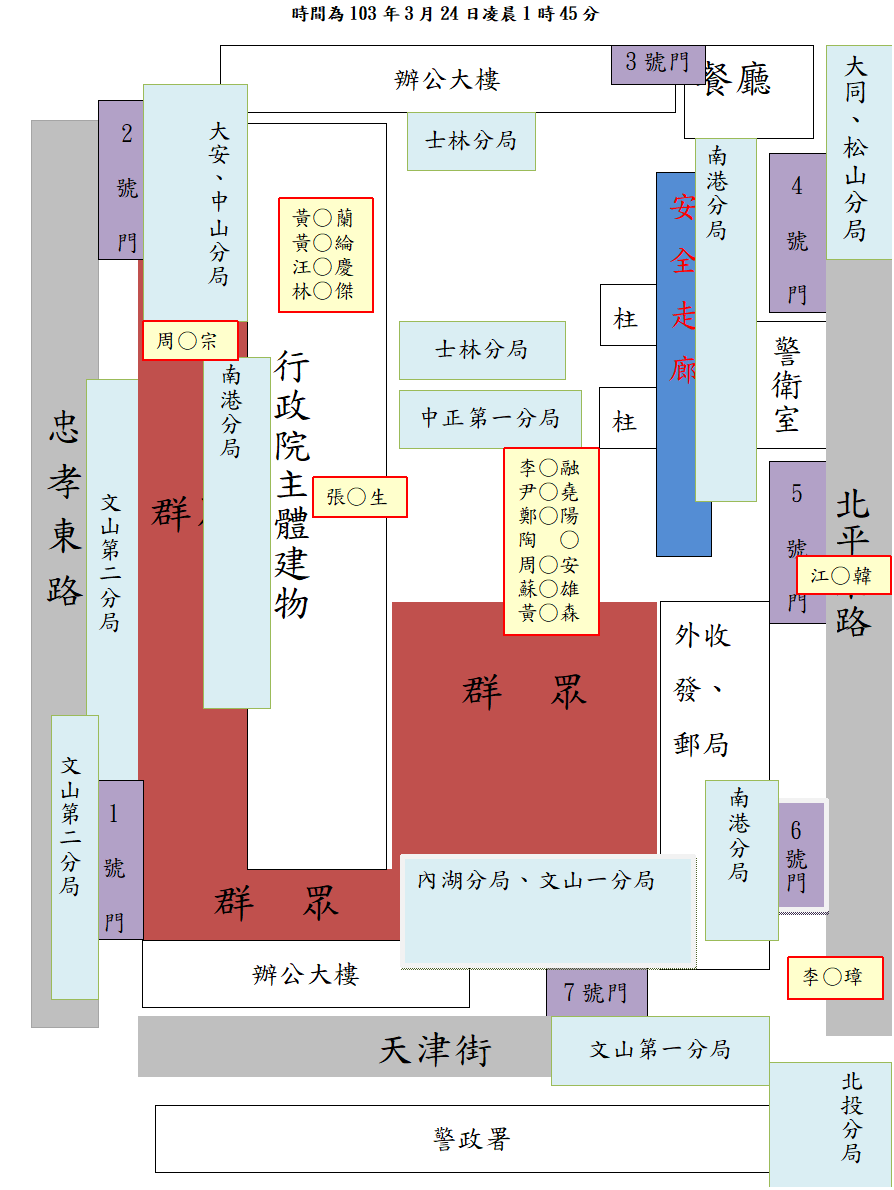 時間為 103 年 3 月 24 日凌晨 1 時 45 分
辦公大樓
3 號門
餐廳
大同、松山分局
2 號門
大安、中山分局
士林分局
南港分局
4 號門
安全走廊
黃○蘭
黃○綸
汪○慶
林○傑
柱
周○宗
士林分局
警衛室
南港分局
行政院主體建物
中正第一分局
柱
忠孝東路
文山第二分局
群
張○生
李○融
尹○堯
鄭○陽
陶　○
周○安
蘇○雄
黃○森
5 號門
江○韓
北平 路
群　眾
外收
發、
郵局
文山第二分局
1 號門
南港分局
6 號門
群　眾
內湖分局、文山一分局
辦公大樓
7 號門
李○璋
天津街
文山第一分局
北投分局
警政署